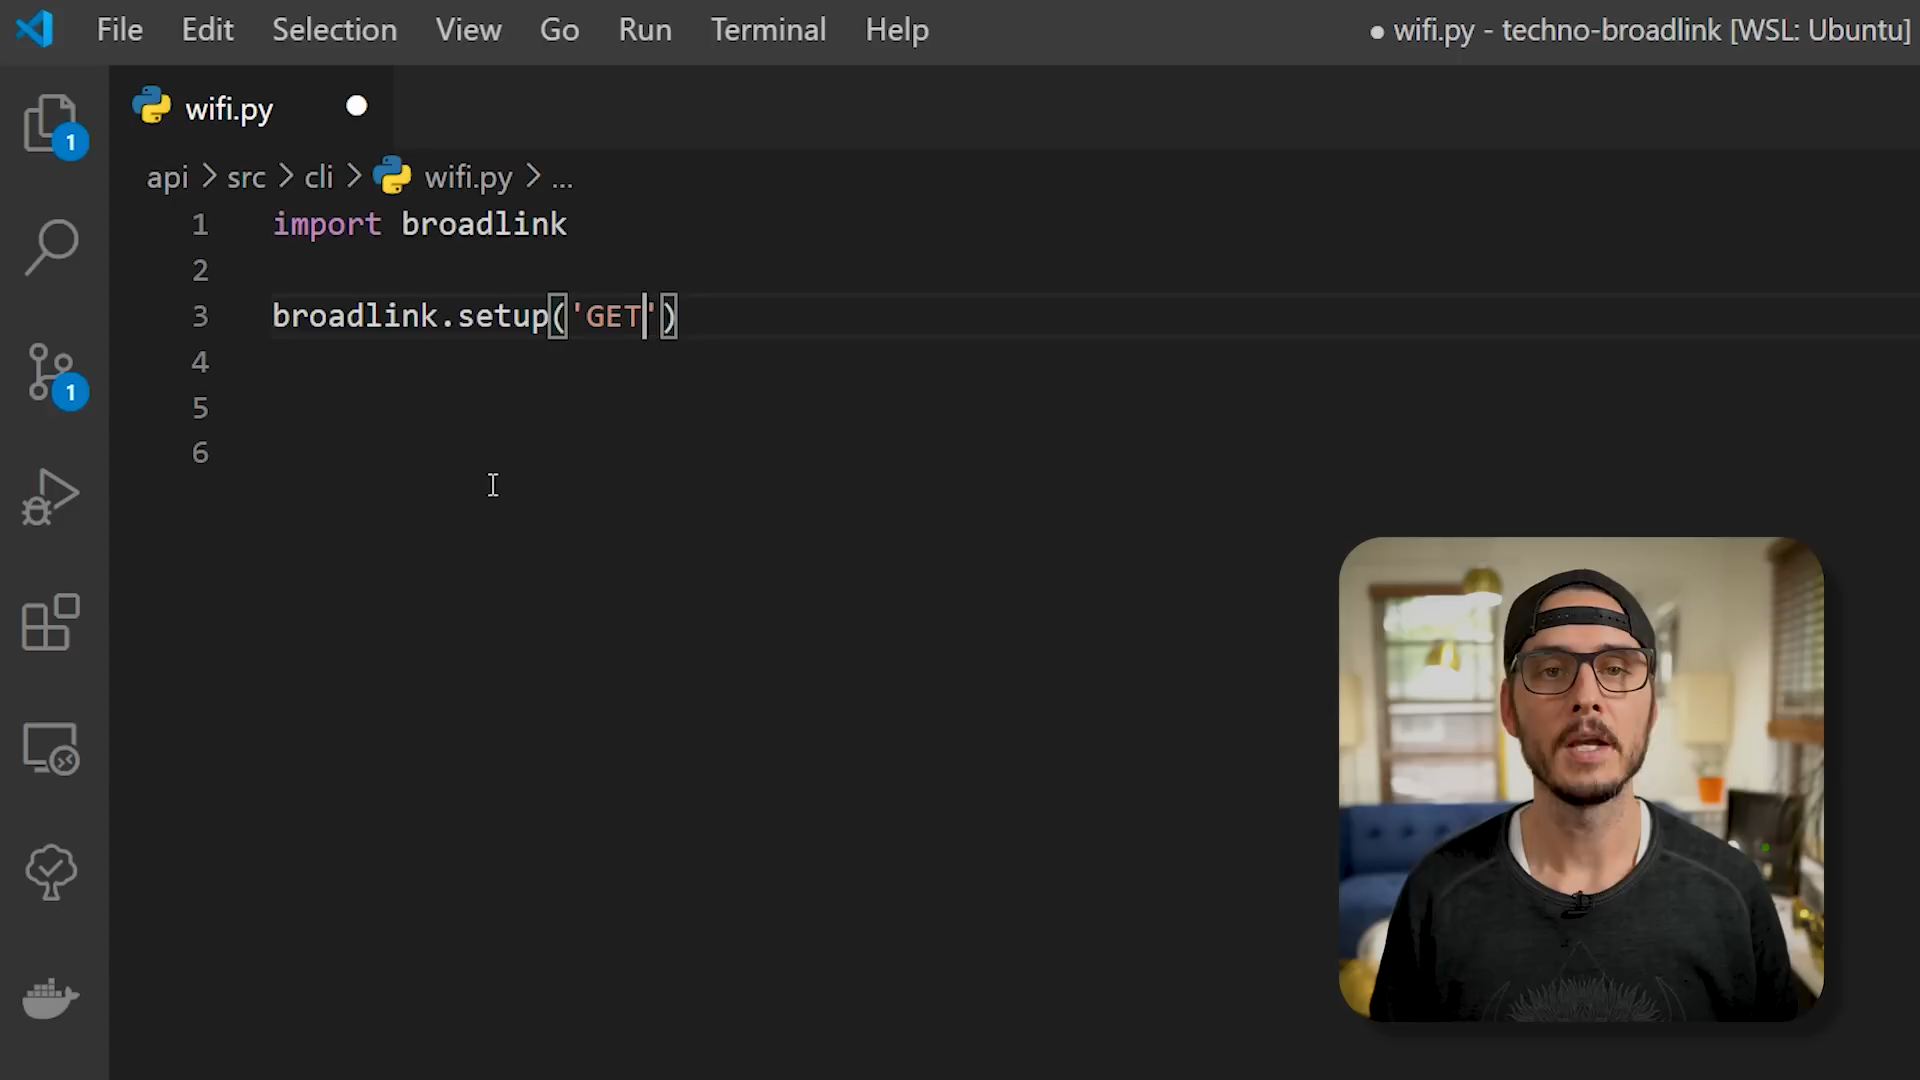 File Edit Selection View Go Run Terminal Help
● wifi.py - techno-broadlink [WSL: Ubuntu]
wifi.py
api > src > cli > wifi.py > ...
1 import broadlink
2
3 broadlink.setup('GET')
4
5
6
1
1